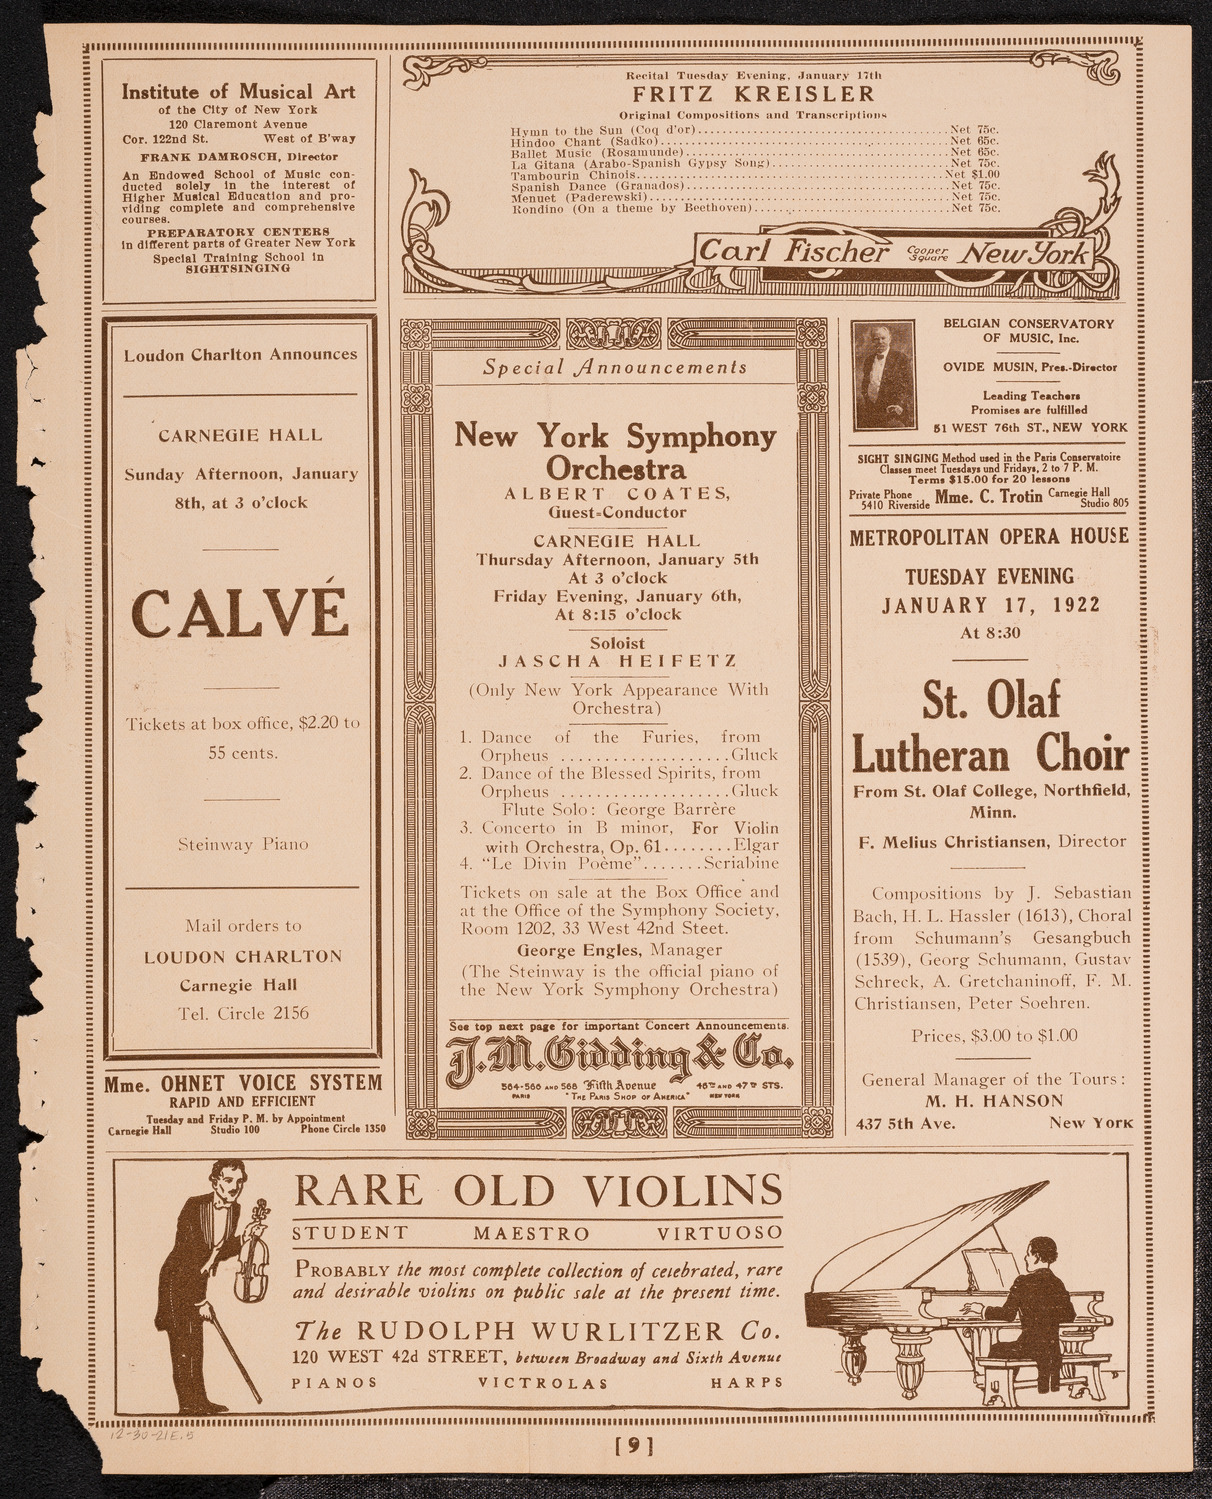 Institute of Musical Art
of the City of New York
120 Claremont Avenue
Cor. 122nd St. West of B'way
FRANK DAMROSCH, Director
An Endowed School of Music con-
ducted solely in the interest of
Higher Musical Education and pro-
viding complete and comprehensive
courses.
PREPARATORY CENTERS
in different parts of Greater New York
Special Training School in
SIGHTSINGING
Recital Tuesday Evening, January 17th
FRITZ KREISLER
Original Compositions and Transcriptions
Hymn to the Sun (Coq d'or)........Net 75c.
Hindoo Chant (Sadko)........Net 65c.
Ballet Music (Rosamunde)........Net 65c.
La Gitana (Arabo-Spanish Gypsy Song)........Net 75c.
Tambourin Chinois........Net $1.00
Spanish Dance (Granados)........Net 75c.
Menuet (Paderewski)........Net 75c.
Rondino (On a theme by Beethoven)........Net 75c.
Carl Fischer Cooper Square New York
Loudon Charlton Announces
CARNEGIE HALL
Sunday Afternoon, January
8th, at 3 o'clock
CALVÉ
Tickets at box office, $2.20 to
55 cents.
Steinway Piano
Mail orders to
LOUDON CHARLTON
Carnegie Hall
Tel. Circle 2156
Mme. OHNET VOICE SYSTEM
RAPID AND EFFICIENT
Tuesday and Friday P. M. by Appointment
Carnegie Hall Studio 100 Phone Circle 1350
Special Announcements
New York Symphony
Orchestra
ALBERT COATES,
Guest-Conductor
CARNEGIE HALL
Thursday Afternoon, January 5th
At 3 o'clock
Friday Evening, January 6th,
At 8:15 o'clock
Soloist
JASCHA HEIFETZ
(Only New York Appearance With
Orchestra)
1. Dance of the Furies, from
Orpheus ....................Gluck
2. Dance of the Blessed Spirits, from
Orpheus ....................Gluck
Flute Solo: George Barrère
3. Concerto in B minor, For Violin
with Orchestra, Op. 61........Elgar
4. "Le Divin Poème".......Scriabine
Tickets on sale at the Box Office and
at the Office of the Symphony Society,
Room 1202, 33 West 42nd Steet.
George Engles, Manager
(The Steinway is the official piano of
the New York Symphony Orchestra)
See top next page for important Concert Announcements.
J.M. Gidding & Co.
564-566 AND 568 Fifth Avenue 46TH AND 47TH STS.
PARIS "THE PARIS SHOP OF AMERICA" NEW YORK
BELGIAN CONSERVATORY
OF MUSIC, Inc.
OVIDE MUSIN, Pres.-Director
Leading Teachers
Promises are fulfilled
51 WEST 76th ST., NEW YORK
SIGHT SINGING Method used in the Paris Conservatoire
Classes meet Tuesdays und Fridays, 2 to 7 P. M.
Terms $15.00 for 20 lessons
Private Phone 5410 Riverside Mme. C. Trotin Carnegie Hall Studio 805
METROPOLITAN OPERA HOUSE
TUESDAY EVENING
JANUARY 17, 1922
At 8:30
St. Olaf
Lutheran Choir
From St. Olaf College, Northfield,
Minn.
F. Melius Christiansen, Director
Compositions by J. Sebastian
Bach, H. L. Hassler (1613), Choral
from Schumann's Gesangbuch
(1539), Georg Schumann, Gustav
Schreck, A. Gretchaninoff, F. M.
Christiansen, Peter Soehren.
Prices, $3.00 to $1.00
General Manager of the Tours:
M. H. HANSON
437 5th Ave. New York
RARE OLD VIOLINS
STUDENT MAESTRO VIRTUOSO
PROBABLY the most complete collection of celebrated, rare
and desirable violins on public sale at the present time.
The RUDOLPH WURLITZER Co.
120 WEST 42d STREET, between Broadway and Sixth Avenue
PIANOS VICTROLAS HARPS
12-30-21E.5
[9]